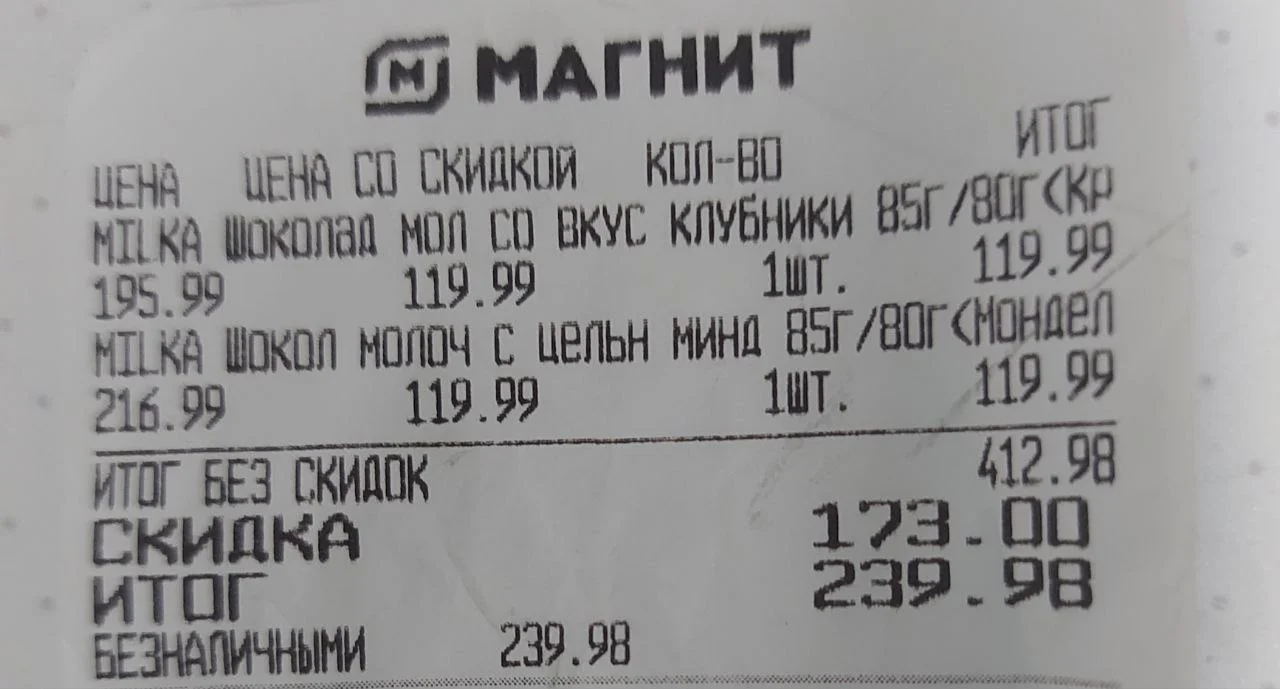 МАГНИТ
ЦЕНА ЦЕНА СО СКИДКОЙ КОЛ-ВО ИТОГ
MILKA ШОКОЛАД МОЛ СО ВКУС КЛУБНИКИ 85Г/80Г<КР
195.99 119.99 1ШТ. 119.99
MILKA ШОКОЛ МОЛОЧ С ЦЕЛЬН МИНД 85Г/80Г<МОНДЕЛ
216.99 119.99 1ШТ. 119.99
ИТОГ БЕЗ СКИДОК 412.98
СКИДКА 173.00
ИТОГ 239.98
БЕЗНАЛИЧНЫМИ 239.98